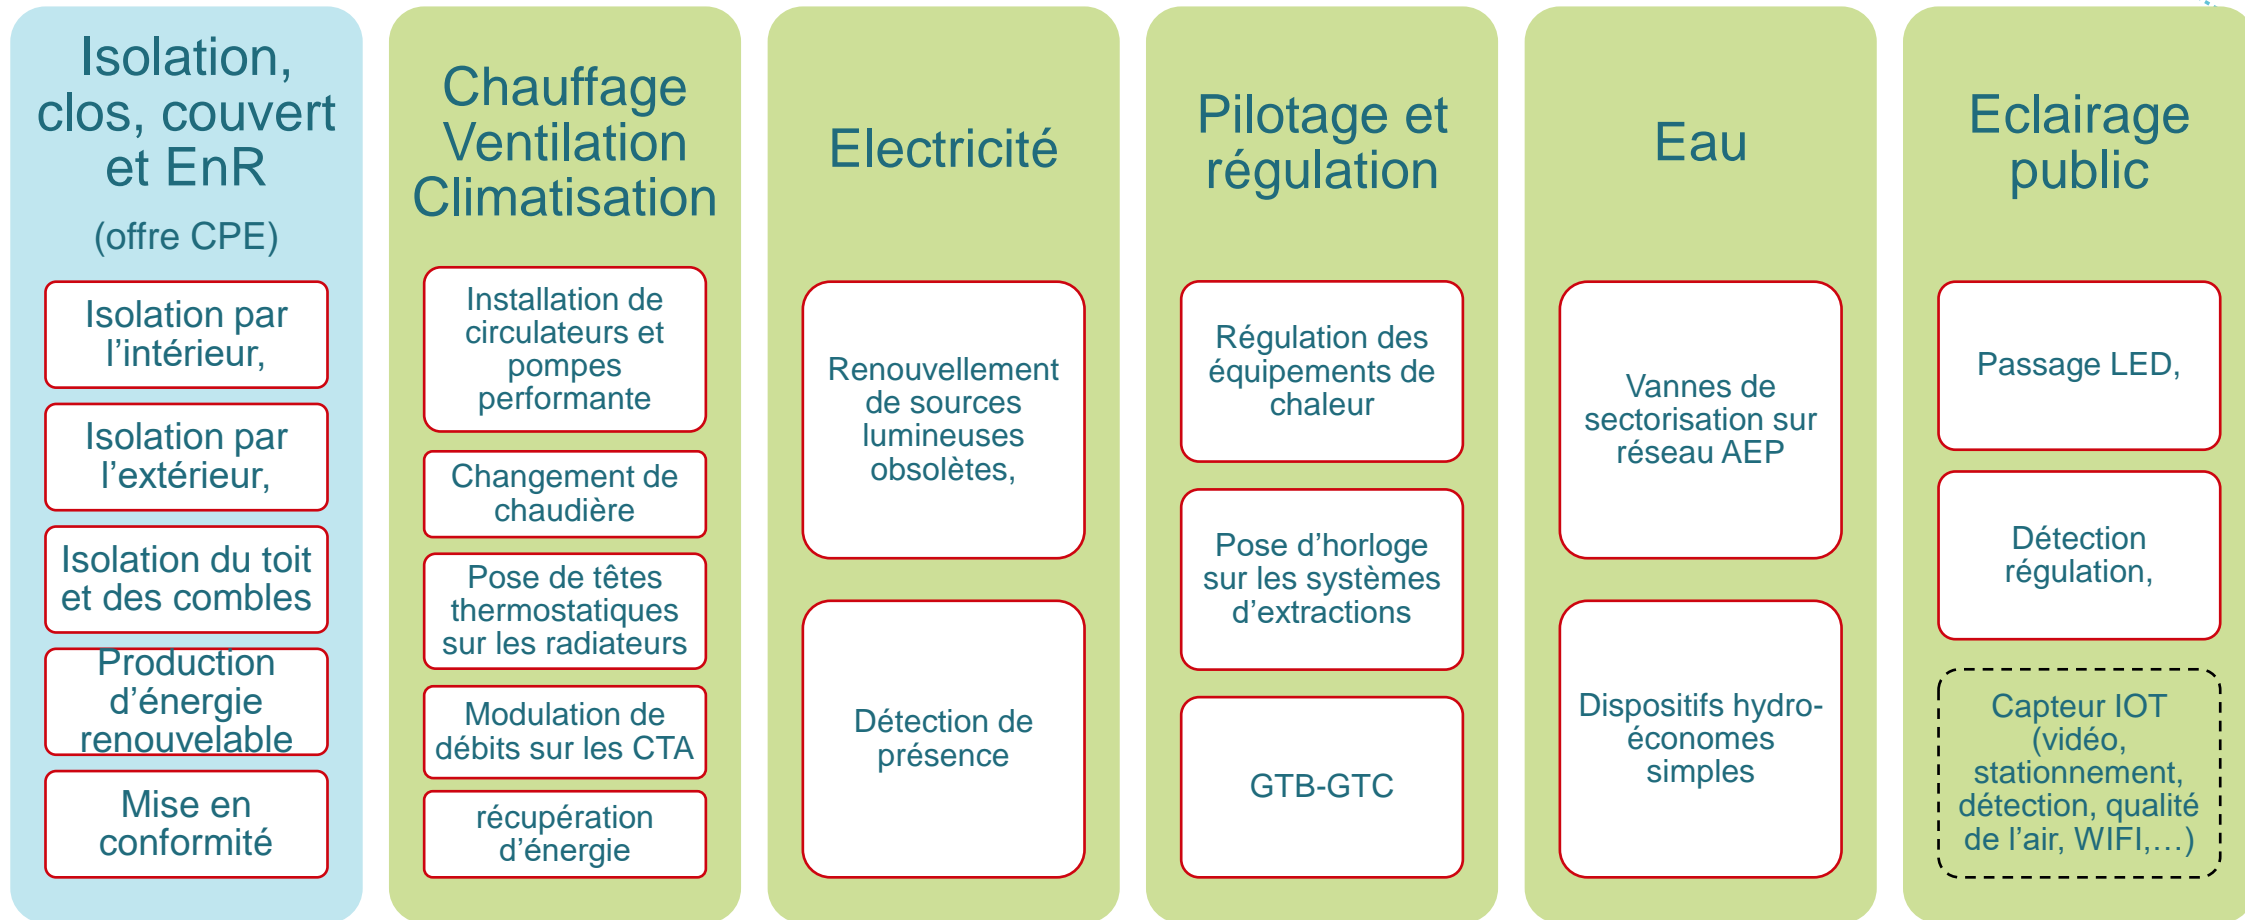 Isolation,
clos, couvert
et EnR
(offre CPE)
Isolation par
l’intérieur,
Isolation par
l’extérieur,
Isolation du toit
et des combles
Production
d’énergie
renouvelable
Mise en
conformité
Chauffage
Ventilation
Climatisation
Installation de
circulateurs et
pompes
performante
Changement de
chaudière
Pose de têtes
thermostatiques
sur les radiateurs
Modulation de
débits sur les CTA
récupération
d’énergie
Electricité
Renouvellement
de sources
lumineuses
obsolètes,
Détection de
présence
Pilotage et
régulation
Régulation des
équipements de
chaleur
Pose d’horloge
sur les systèmes
d’extractions
GTB-GTC
Eau
Vannes de
sectorisation sur
réseau AEP
Dispositifs hydro-
économes
simples
Eclairage
public
Passage LED,
Détection
régulation,
Capteur IOT
(vidéo,
stationnement,
détection, qualité
de l’air, WIFI,…)